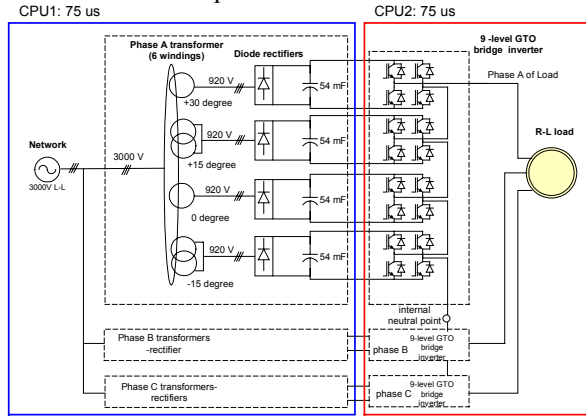 CPU1: 75 us
CPU2: 75 us
Phase A transformer
(6 windings)
Diode rectifiers
9 -level GTO
bridge inverter
920 V
54 mF
+30 degree
Phase A of Load
Network
3000V L-L
3000 V
920 V
54 mF
+15 degree
R-L load
920 V
54 mF
0 degree
920 V
54 mF
-15 degree
internal
neutral point
Phase B transformers
-rectifier
phase B
9-level GTO
bridge
inverter
Phase C transformers-
rectifiers
phase C
9-level GTO
bridge
inverter